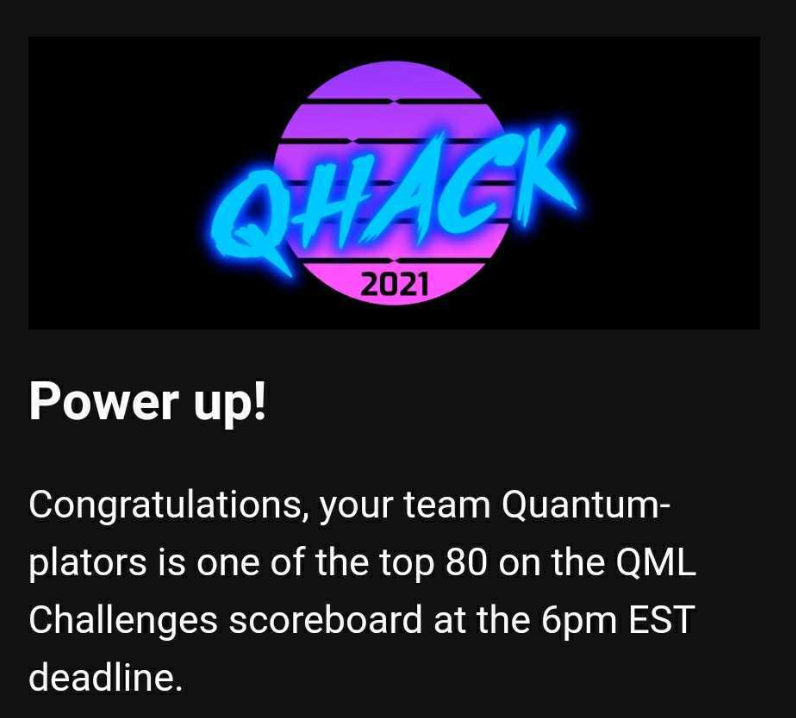 QHACK
2021
Power up!
Congratulations, your team Quantum-
plators is one of the top 80 on the QML
Challenges scoreboard at the 6pm EST
deadline.